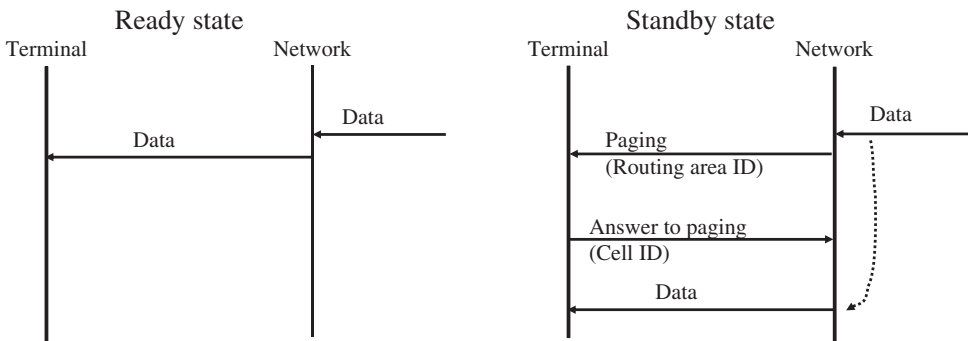 Ready state
Terminal
Network
Data
Data
Standby state
Terminal
Network
Data
Paging
(Routing area ID)
Answer to paging
(Cell ID)
Data